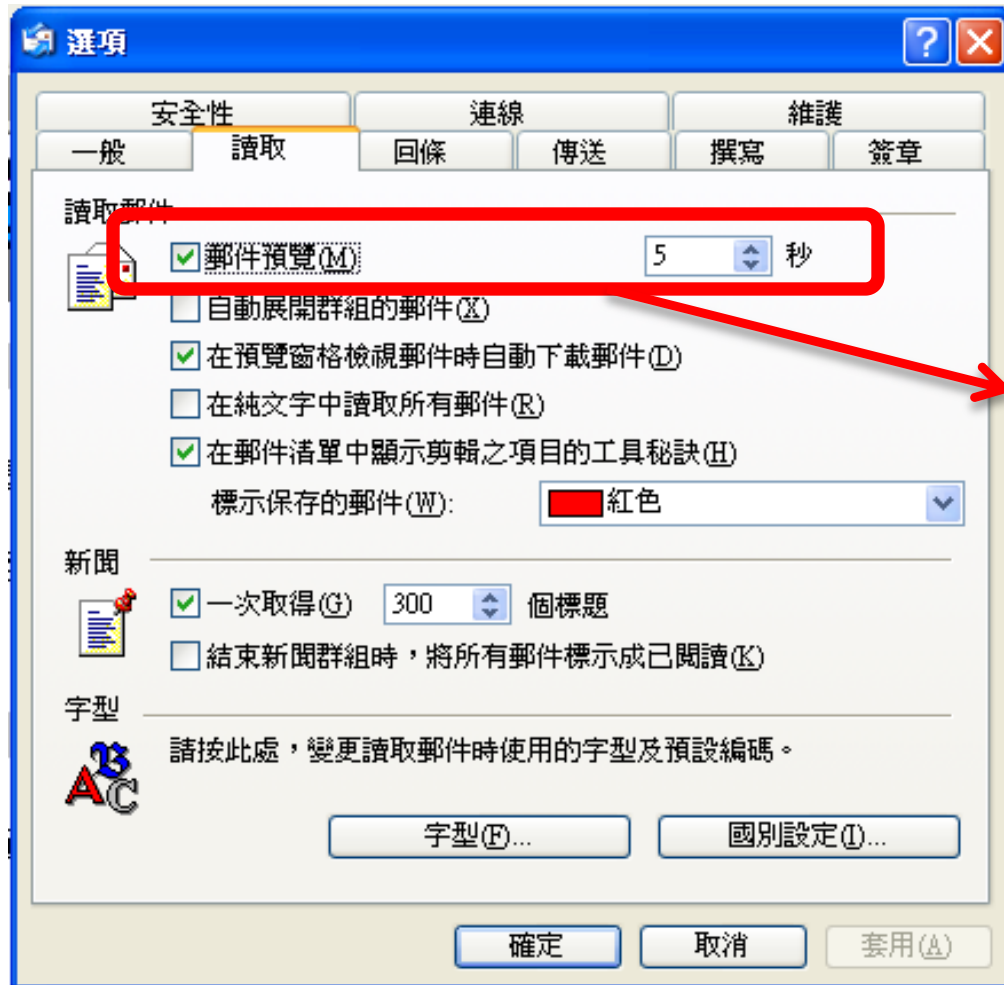 選項
安全性 連線 維護
一般 讀取 回條 傳送 撰寫 簽章
讀取郵件
郵件預覽(M) 5 秒
自動展開群組的郵件(X)
在預覽窗格檢視郵件時自動下載郵件(D)
在純文字中讀取所有郵件(R)
在郵件清單中顯示剪輯之項目的工具秘訣(H)
標示保存的郵件(W): 紅色
新聞
一次取得(G) 300 個標題
結束新聞群組時，將所有郵件標示成已閱讀(K)
字型
請按此處，變更讀取郵件時使用的字型及預設編碼。
字型(F)... 國別設定(I)...
確定 取消 套用(A)